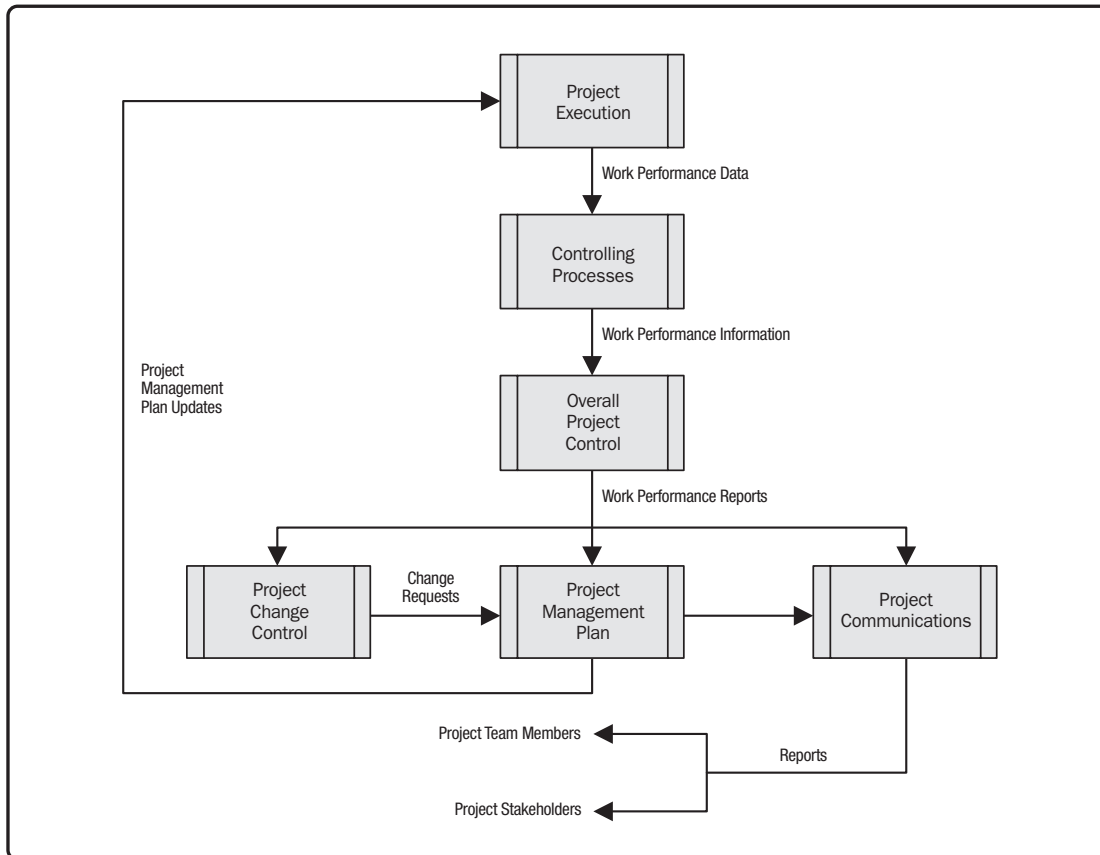 Project
Execution
Work Performance Data
Controlling
Processes
Work Performance Information
Project
Management
Plan Updates
Overall
Project
Control
Work Performance Reports
Project
Change
Control
Change
Requests
Project
Management
Plan
Project
Communications
Project Team Members
Reports
Project Stakeholders